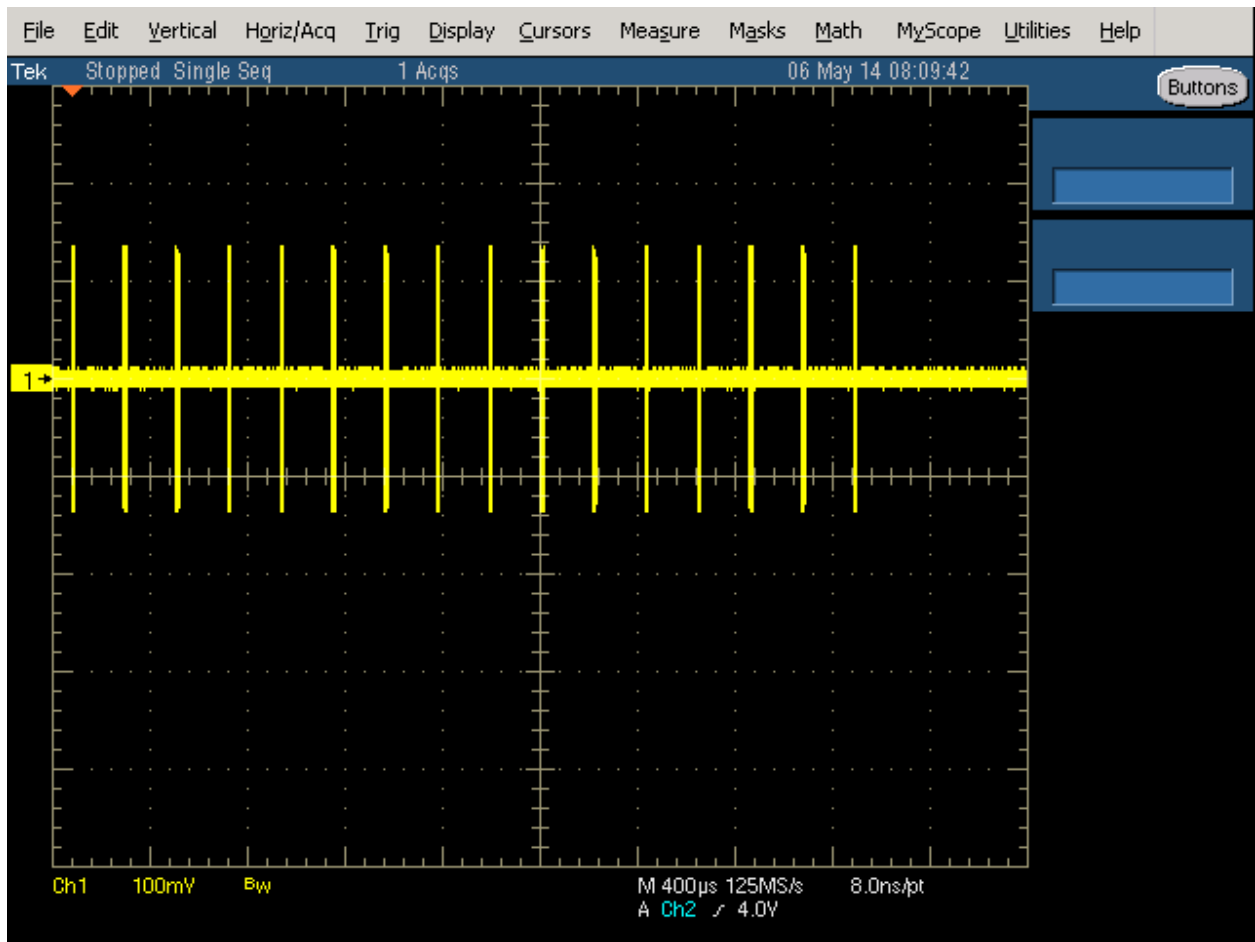 File Edit Vertical Horiz/Acq Trig Display Cursors Measure Masks Math MyScope Utilities Help
Tek Stopped Single Seq 1 Acqs 06 May 14 08:09:42
Buttons
1
Ch1 100mV BW M 400µs 125MS/s 8.0ns/pt
A Ch2 4.0V